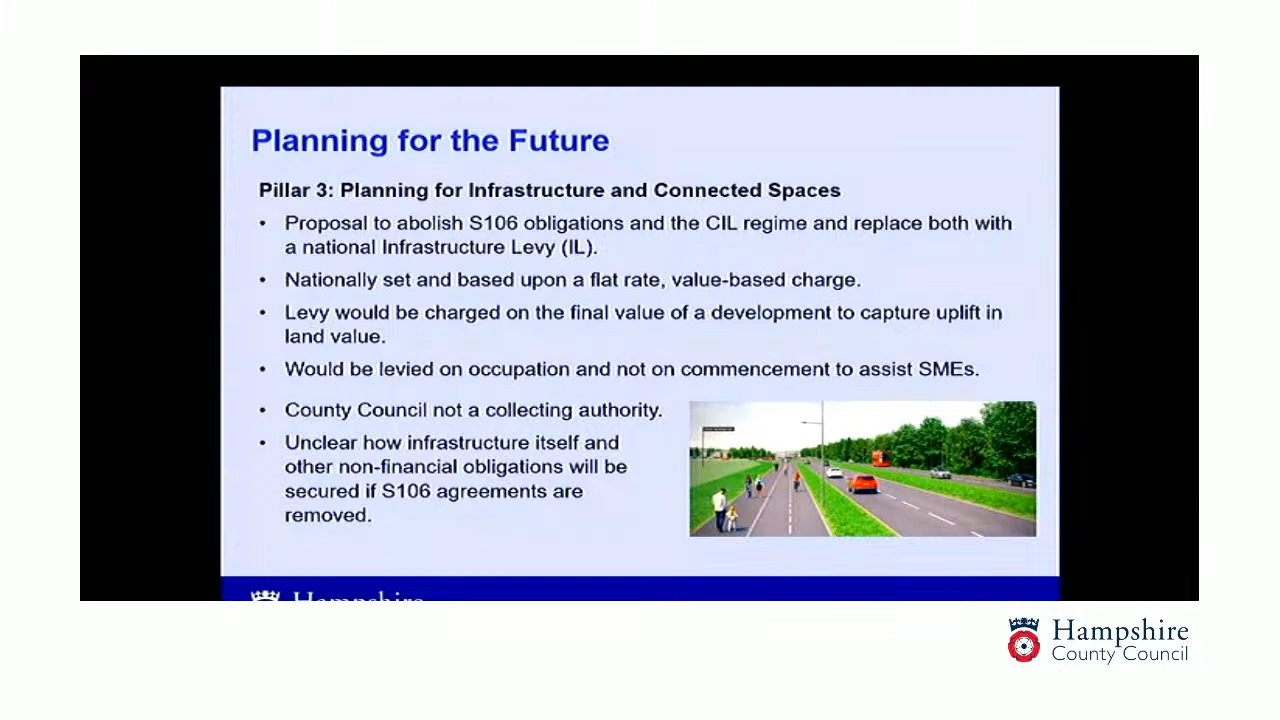 Planning for the Future
Pillar 3: Planning for Infrastructure and Connected Spaces
• Proposal to abolish S106 obligations and the CIL regime and replace both with
a national Infrastructure Levy (IL).
• Nationally set and based upon a flat rate, value-based charge.
• Levy would be charged on the final value of a development to capture uplift in
land value.
• Would be levied on occupation and not on commencement to assist SMEs.
• County Council not a collecting authority.
• Unclear how infrastructure itself and
other non-financial obligations will be
secured if S106 agreements are
removed.
Hampshire
Hampshire
County Council